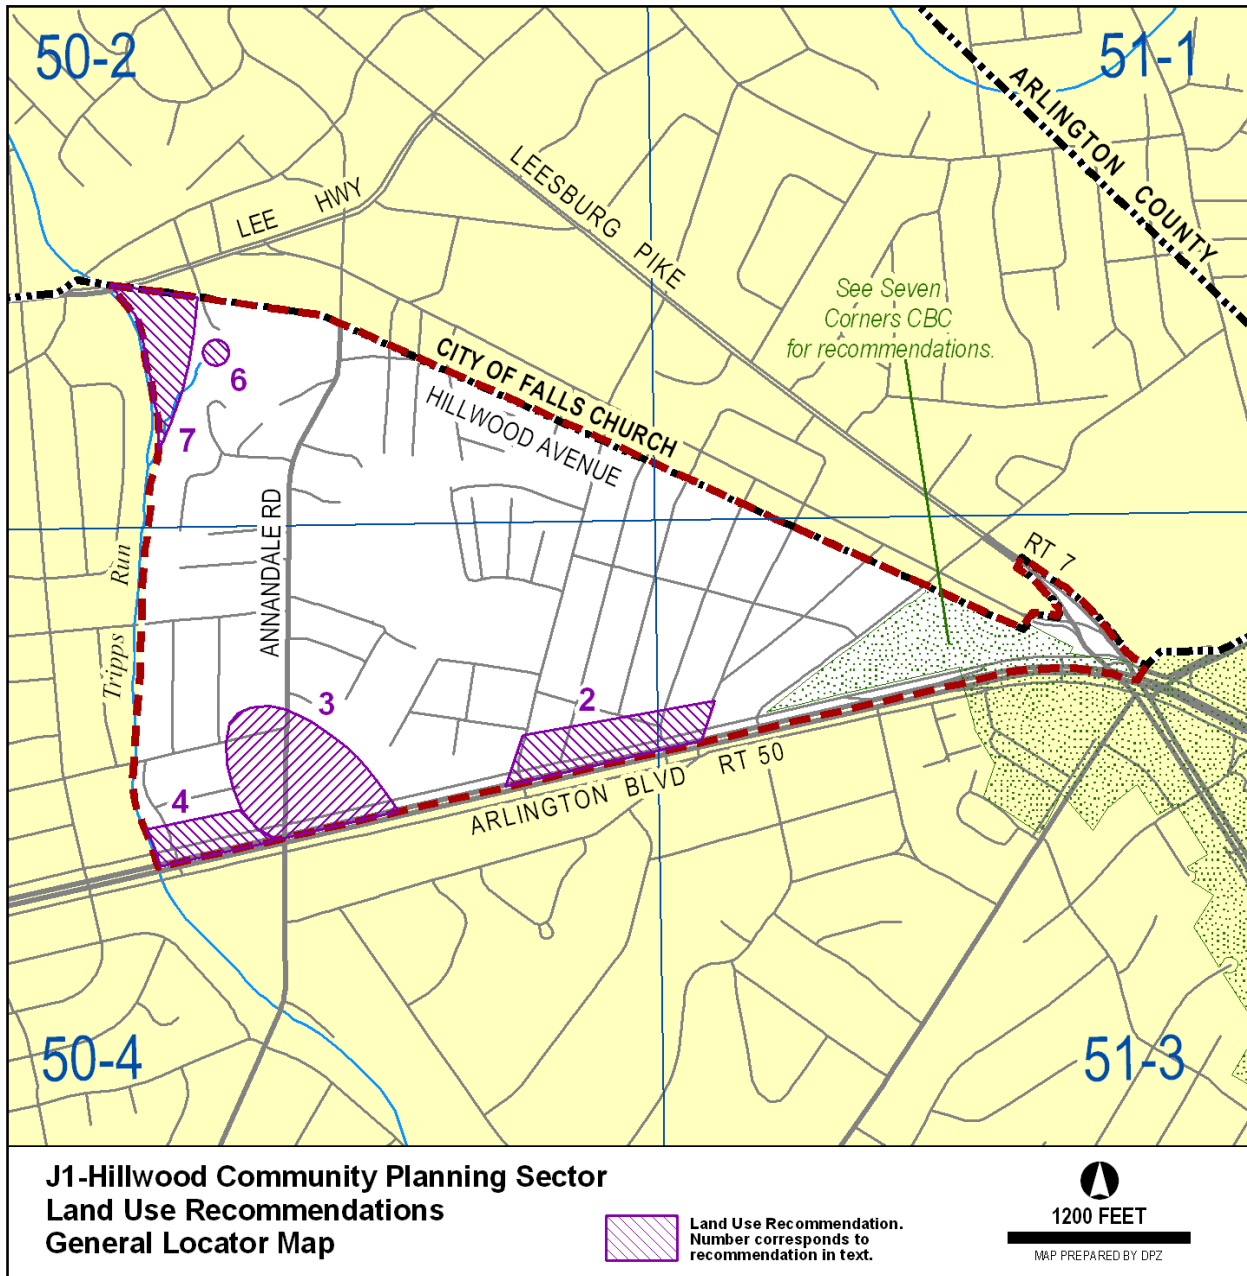 50-2
51-1
ARLINGTON COUNTY
LEESBURG PIKE
LEE HWY
See Seven
Corners CBC
for recommendations.
CITY OF FALLS CHURCH
HILLWOOD AVENUE
6
7
ANNANDALE RD
RT 7
Tripps Run
3
2
4
ARLINGTON BLVD RT 50
50-4
51-3
J1-Hillwood Community Planning Sector
Land Use Recommendations
General Locator Map
Land Use Recommendation.
Number corresponds to
recommendation in text.
1200 FEET
MAP PREPARED BY DPZ